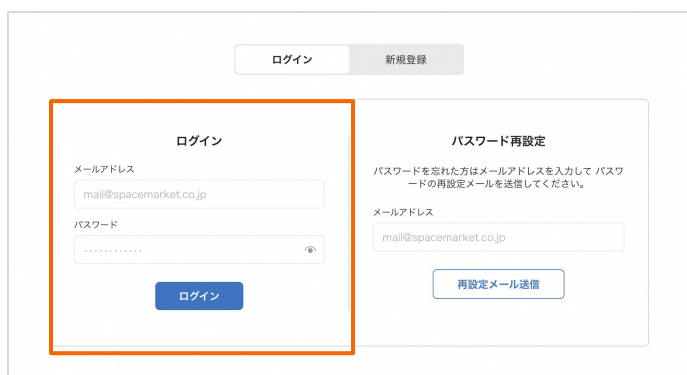 ログイン
新規登録
ログイン
メールアドレス
mail@spacemarket.co.jp
パスワード
............
ログイン
パスワード再設定
パスワードを忘れた方はメールアドレスを入力して パスワ
ードの再設定メールを送信してください。
メールアドレス
mail@spacemarket.co.jp
再設定メール送信